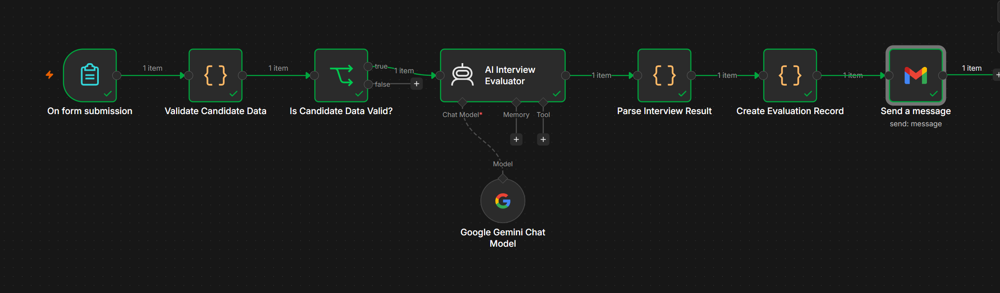 1 item
1 item
true
1 item
false
AI Interview
Evaluator
1 item
1 item
1 item
1 item
On form submission
Validate Candidate Data
Is Candidate Data Valid?
Chat Model*
Memory
Tool
Parse Interview Result
Create Evaluation Record
Send a message
send: message
Model
Google Gemini Chat
Model